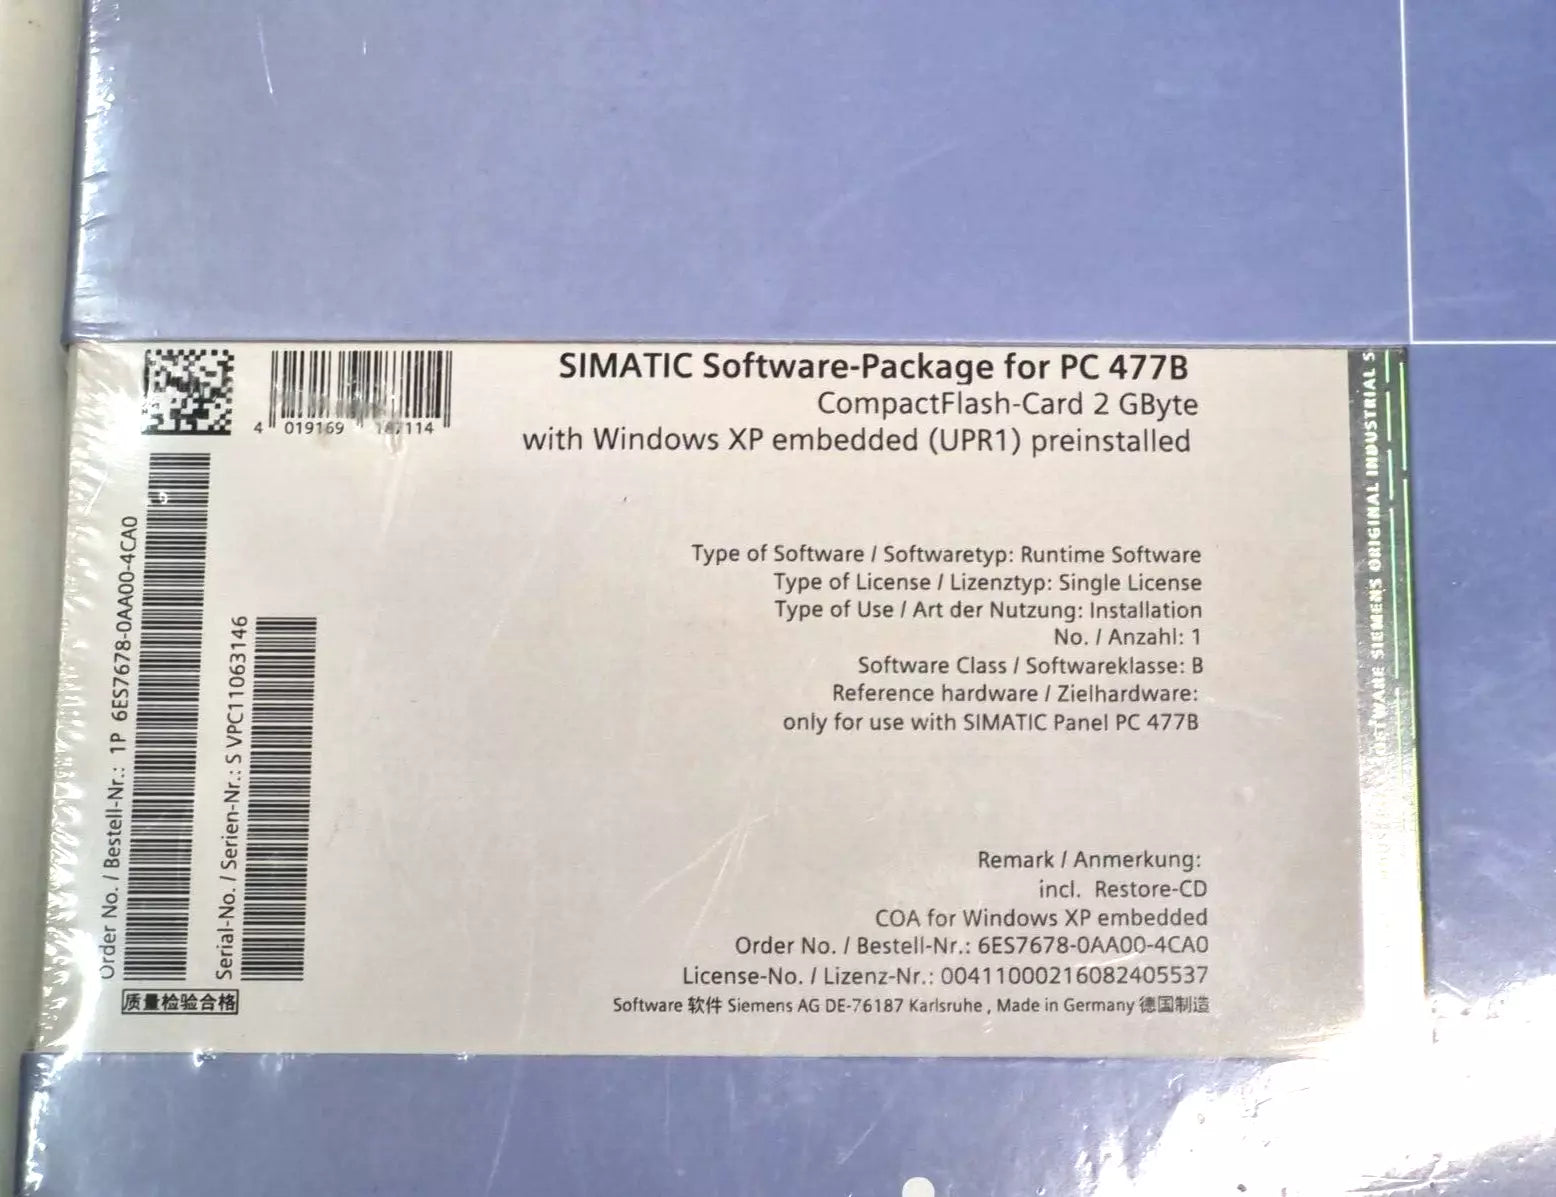 SIMATIC Software-Package for PC 477B
CompactFlash-Card 2 GByte
with Windows XP embedded (UPR1) preinstalled
4 019169 187114
Order No. / Bestell-Nr.: 1P 6ES7678-0AA00-4CA0
Serial-No. / Serien-Nr.: S VPC11063146
质量检验合格
Type of Software / Softwaretyp: Runtime Software
Type of License / Lizenztyp: Single License
Type of Use / Art der Nutzung: Installation
No. / Anzahl: 1
Software Class / Softwareklasse: B
Reference hardware / Zielhardware:
only for use with SIMATIC Panel PC 477B
Remark / Anmerkung:
incl. Restore-CD
COA for Windows XP embedded
Order No. / Bestell-Nr.: 6ES7678-0AA00-4CA0
License-No. / Lizenz-Nr.: 00411000216082405537
Software 软件 Siemens AG DE-76187 Karlsruhe , Made in Germany 德国制造
SIEMENS ORIGINAL INDUSTRIAL S